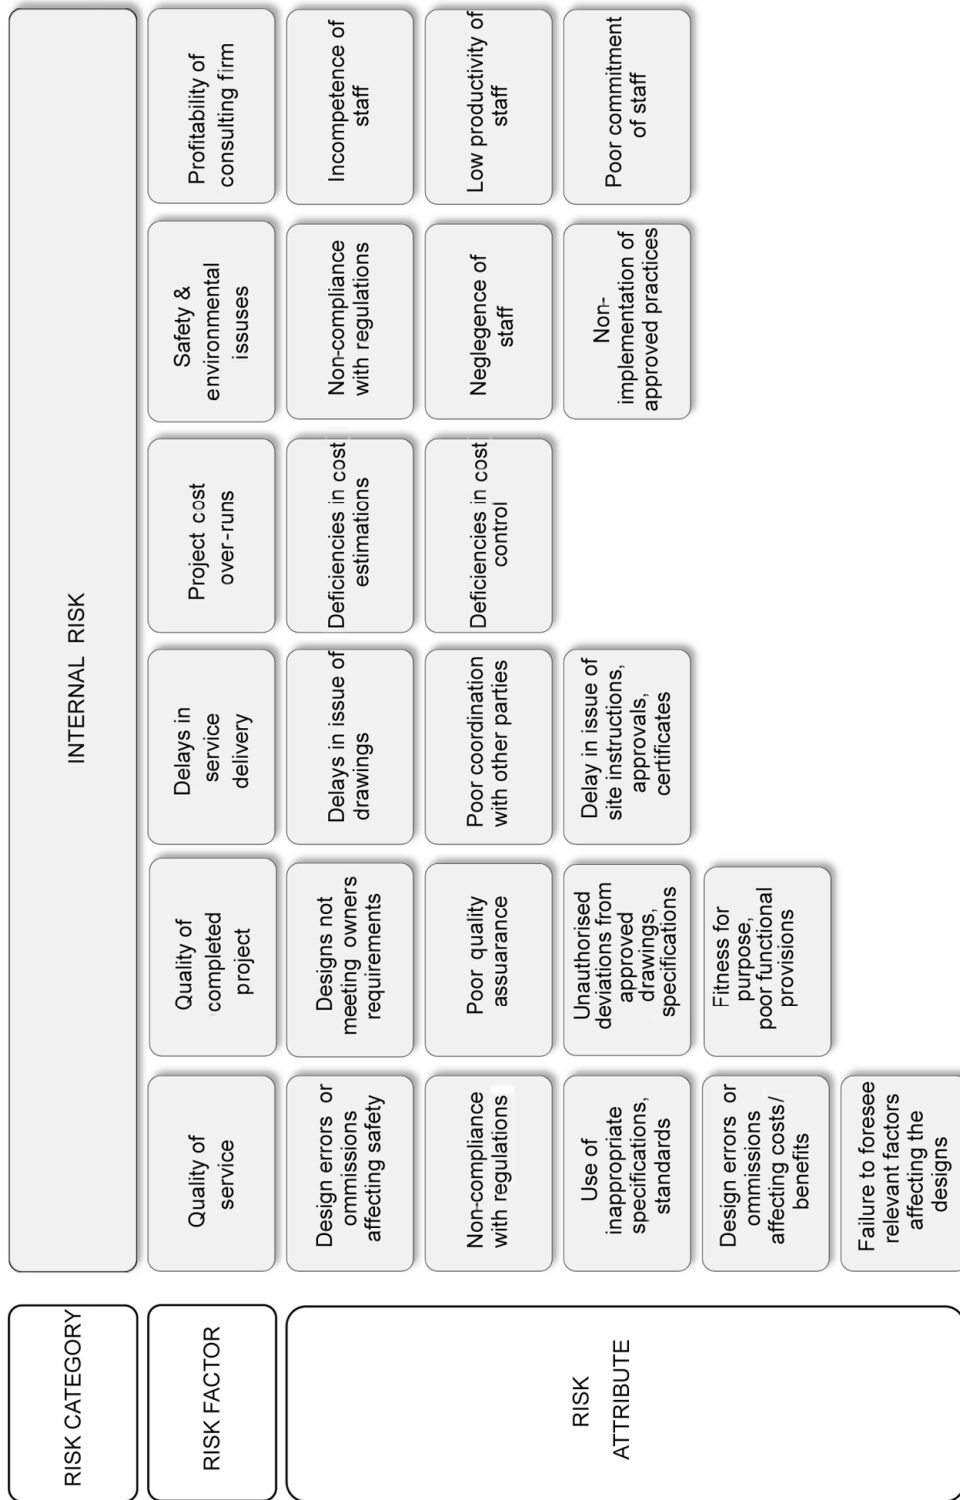 RISK CATEGORY
INTERNAL RISK
RISK FACTOR
Quality of
service
Quality of
completed
project
Delays in
service
delivery
Project cost
over-runs
Safety &
environmental
issuses
Profitability of
consulting firm
RISK
ATTRIBUTE
Design errors or
ommissions
affecting safety
Designs not
meeting owners
requirements
Delays in issue of
drawings
Deficiencies in cost
estimations
Non-compliance
with regulations
Incompetence of
staff
Non-compliance
with regulations
Poor quality
assuarance
Poor coordination
with other parties
Deficiencies in cost
control
Neglegence of
staff
Low productivity of
staff
Use of
inappropriate
specifications,
standards
Unauthorised
deviations from
approved
drawings,
specifications
Delay in issue of
site instructions,
approvals,
certificates
Non-
implementation of
approved practices
Poor commitment
of staff
Design errors or
ommissions
affecting costs/
benefits
Fitness for
purpose,
poor functional
provisions
Failure to foresee
relevant factors
affecting the
designs